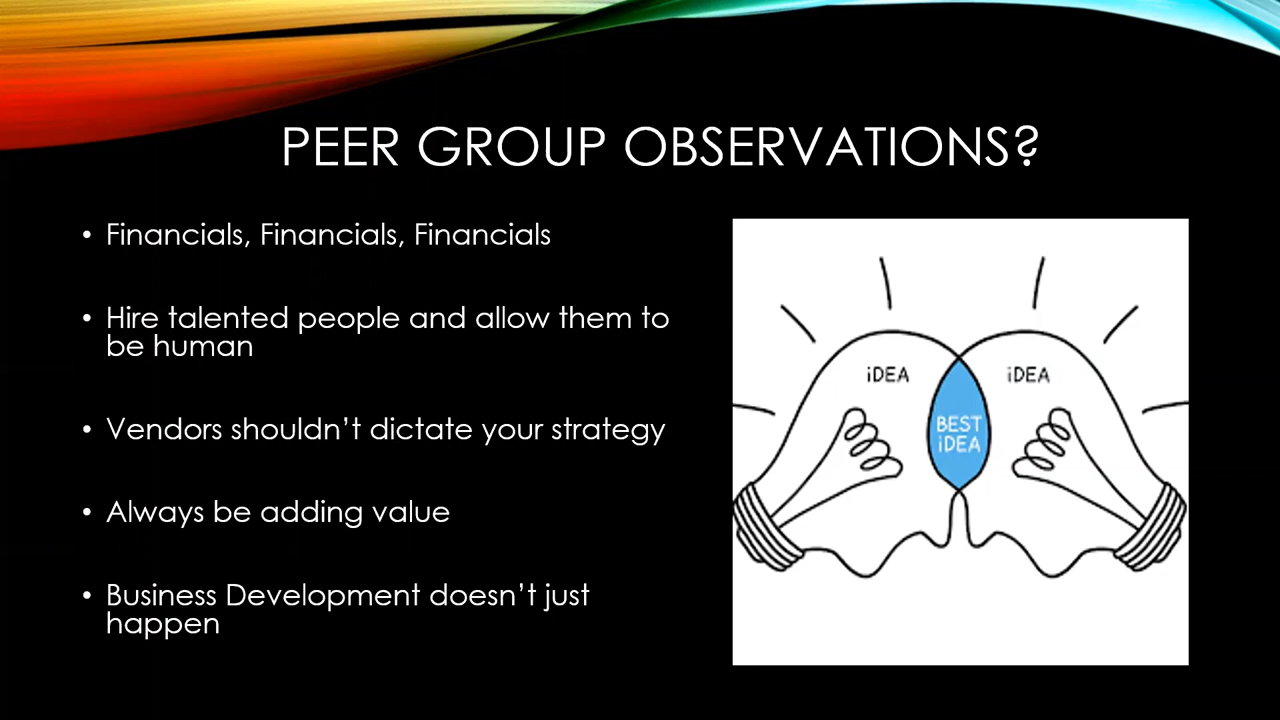 PEER GROUP OBSERVATIONS?
• Financials, Financials, Financials
• Hire talented people and allow them to
be human
• Vendors shouldn’t dictate your strategy
• Always be adding value
• Business Development doesn’t just
happen
iDEA
iDEA
BEST
iDEA